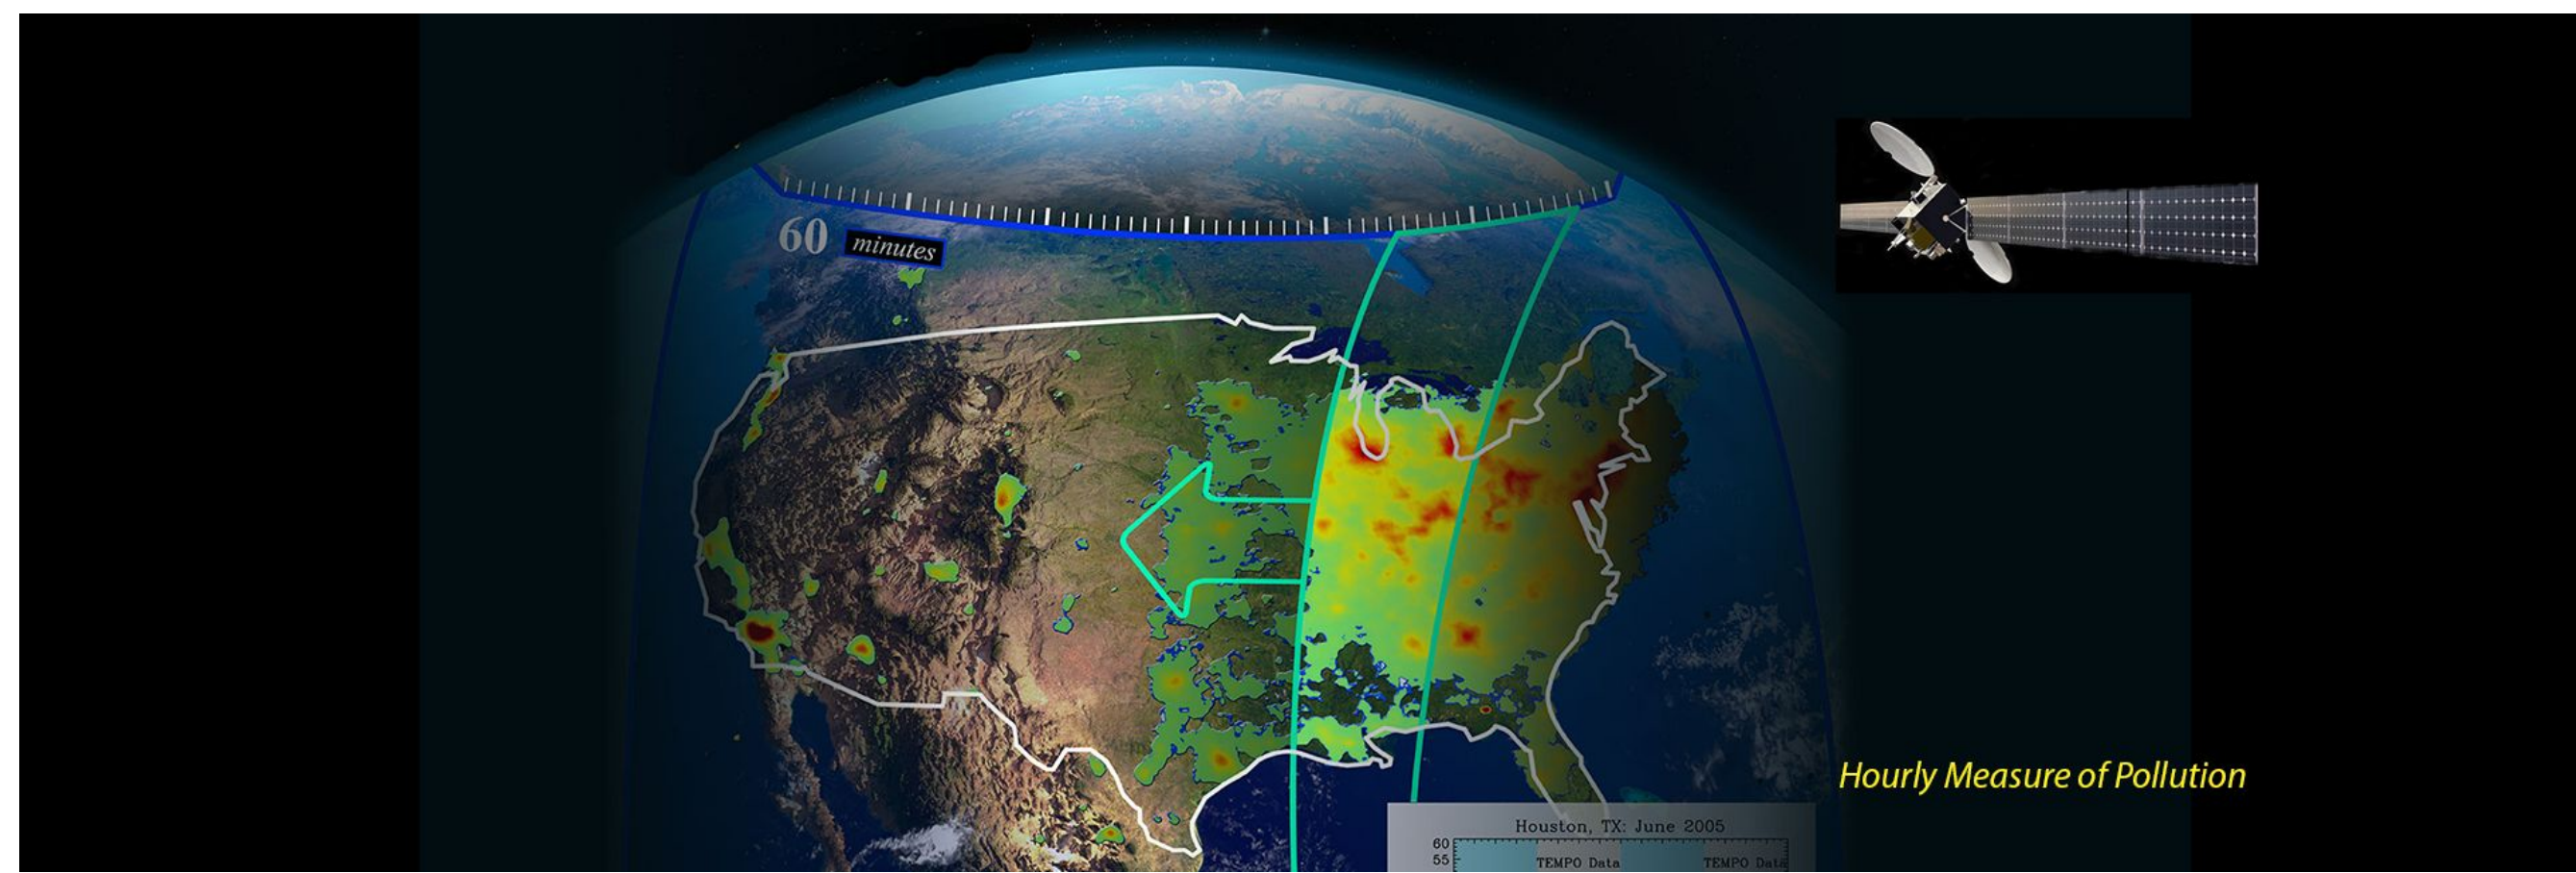 60 minutes
Hourly Measure of Pollution
Houston, TX: June 2005
60
55
TEMPO Data TEMPO Data